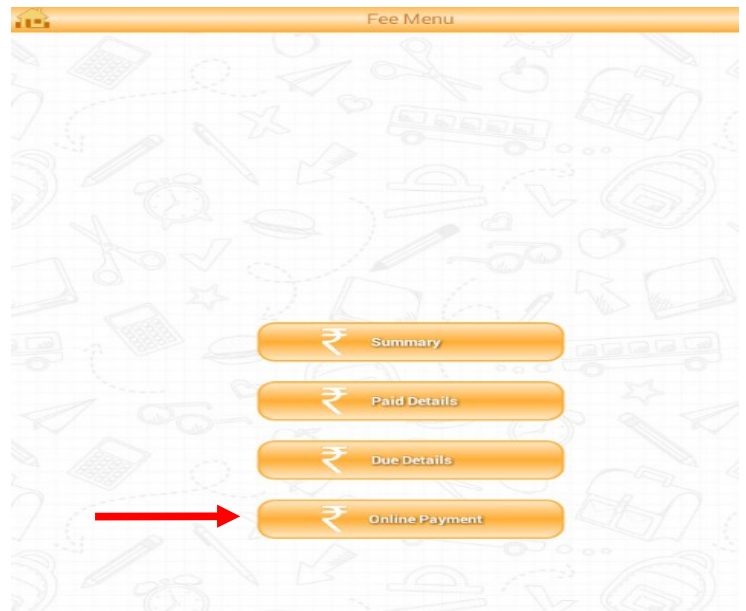 Fee Menu
₹ Summary
₹ Paid Details
₹ Due Details
₹ Online Payment